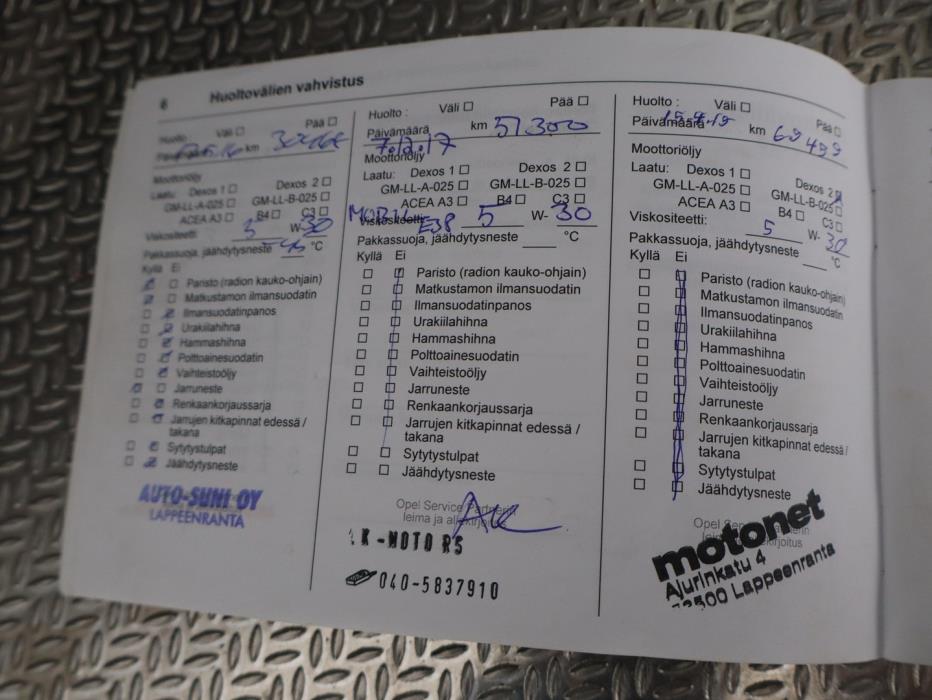 6 Huoltovälien vahvistus
Huolto : Väli Pää
Päivämäärä km
Moottoriöljy
Laatu: Dexos 1 Dexos 2
GM-LL-A-025 GM-LL-B-025
ACEA A3 B4 C3
Viskositeetti: 5 W- 30
Pakkassuoja, jäähdytysneste °C
Kyllä Ei
Paristo (radion kauko-ohjain)
Matkustamon ilmansuodatin
Ilmansuodatinpanos
Urakiilahihna
Hammashihna
Polttoainesuodatin
Vaihteistoöljy
Jarruneste
Renkaankorjaussarja
Jarrujen kitkapinnat edessä /
takana
Sytytystulpat
Jäähdytysneste
AUTO-SUNI OY
LAPPEENRANTA
Huolto : Väli Pää
Päivämäärä km 51300
7.12.17
Moottoriöljy
Laatu: Dexos 1 Dexos 2
GM-LL-A-025 GM-LL-B-025
ACEA A3 B4 C3
Viskositeetti: 5 W- 30
Pakkassuoja, jäähdytysneste °C
Kyllä Ei
Paristo (radion kauko-ohjain)
Matkustamon ilmansuodatin
Ilmansuodatinpanos
Urakiilahihna
Hammashihna
Polttoainesuodatin
Vaihteistoöljy
Jarruneste
Renkaankorjaussarja
Jarrujen kitkapinnat edessä /
takana
Sytytystulpat
Jäähdytysneste
Opel Service Partnerin
leima ja allekirjoitus
K-MOTORS
040-5837910
Huolto : Väli Pää
Päivämäärä km 69499
Moottoriöljy
Laatu: Dexos 1 Dexos 2
GM-LL-A-025 GM-LL-B-025
ACEA A3 B4 C3
Viskositeetti: 5 W- 30
Pakkassuoja, jäähdytysneste °C
Kyllä Ei
Paristo (radion kauko-ohjain)
Matkustamon ilmansuodatin
Ilmansuodatinpanos
Urakiilahihna
Hammashihna
Polttoainesuodatin
Vaihteistoöljy
Jarruneste
Renkaankorjaussarja
Jarrujen kitkapinnat edessä /
takana
Sytytystulpat
Jäähdytysneste
Opel
motonet
Ajurinkatu 4
Lappeenranta